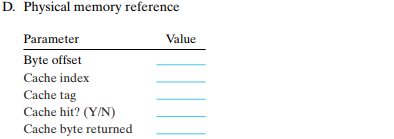 D. Physical memory reference
Parameter Value
Byte offset
Cache index
Cache tag
Cache hit? (Y/N)
Cache byte returned